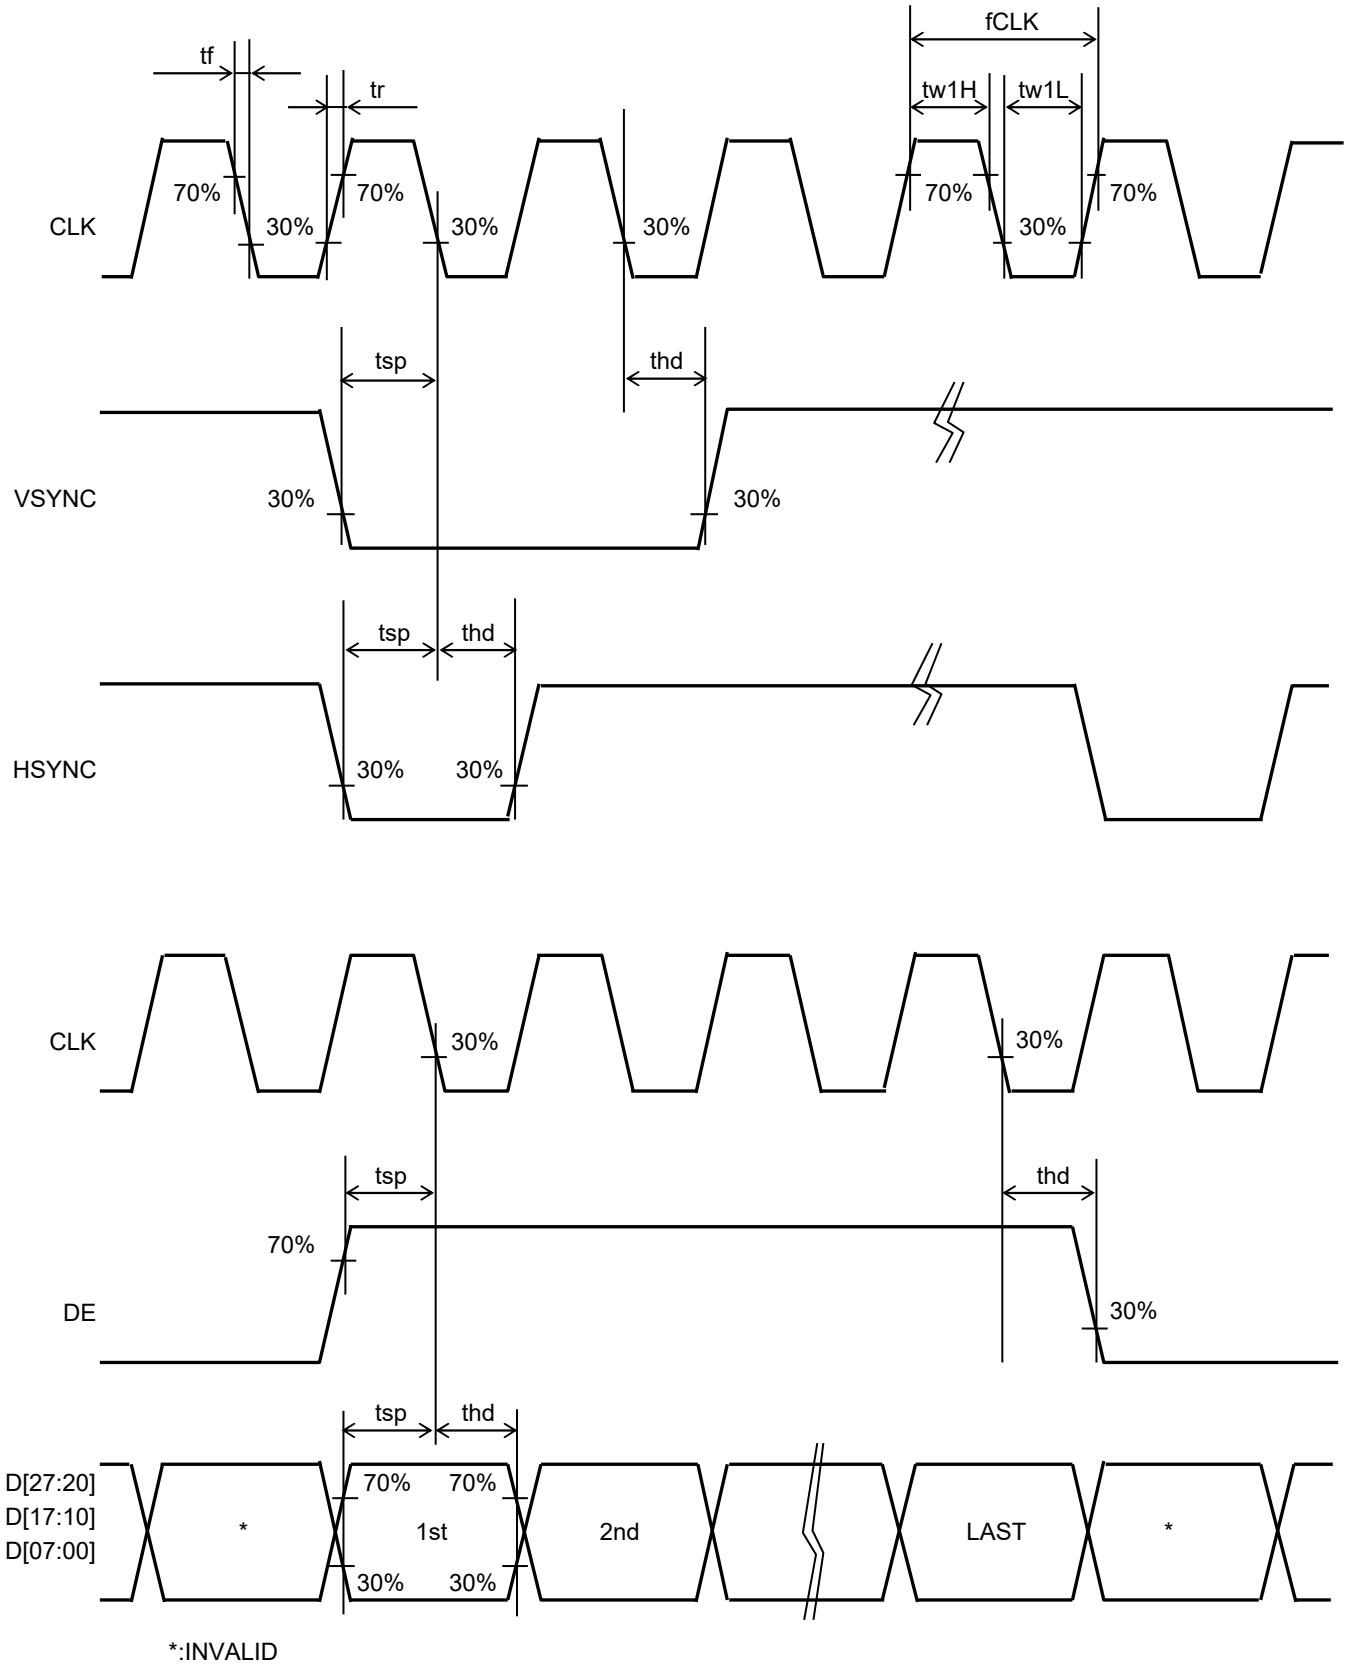 fCLK
tf
tr
tw1H
tw1L
70%
70%
70%
70%
CLK
30%
30%
30%
30%
tsp
thd
VSYNC
30%
30%
tsp
thd
HSYNC
30%
30%
CLK
30%
30%
tsp
thd
70%
DE
30%
tsp
thd
D[27:20]
70%
70%
D[17:10]
*
1st
2nd
LAST
*
D[07:00]
30%
30%
*:INVALID